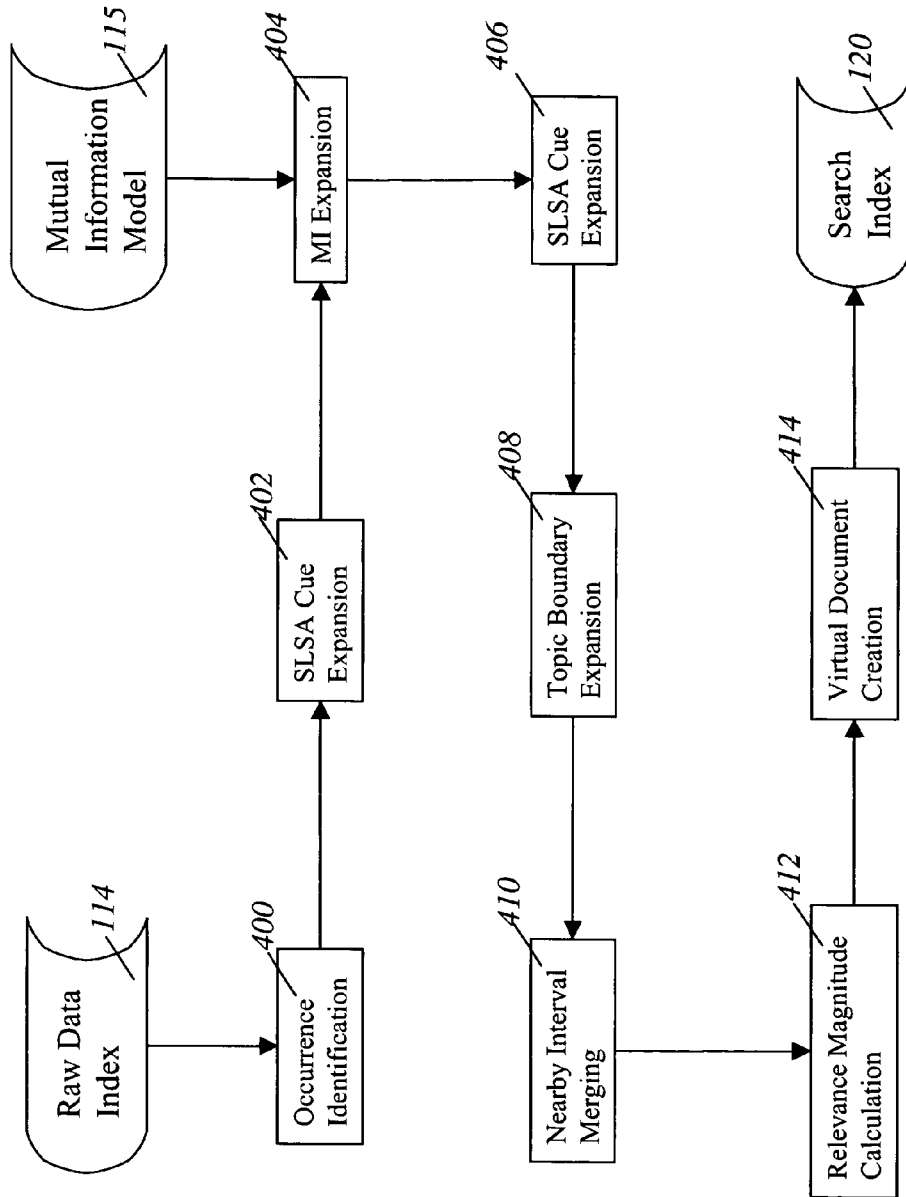 Raw Data
Index
114
Mutual
Information
Model
115
400
Occurrence
Identification
402
SLSA Cue
Expansion
404
MI Expansion
406
SLSA Cue
Expansion
408
Topic Boundary
Expansion
410
Nearby Interval
Merging
412
Relevance Magnitude
Calculation
414
Virtual Document
Creation
Search
Index
120